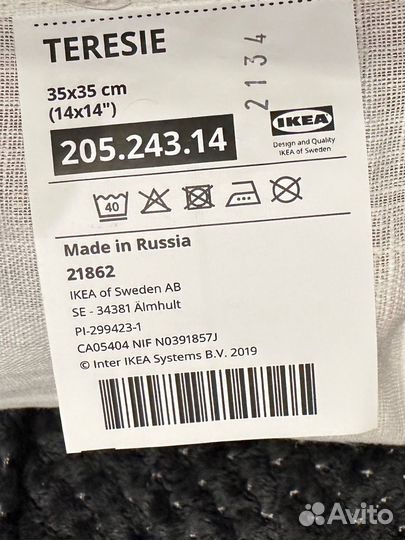 TERESIE
35x35 cm
(14x14")
2134
205.243.14
IKEA
Design and Quality
IKEA of Sweden
40
Made in Russia
21862
IKEA of Sweden AB
SE - 34381 Älmhult
PI-299423-1
CA05404 NIF N0391857J
© Inter IKEA Systems B.V. 2019
Avito